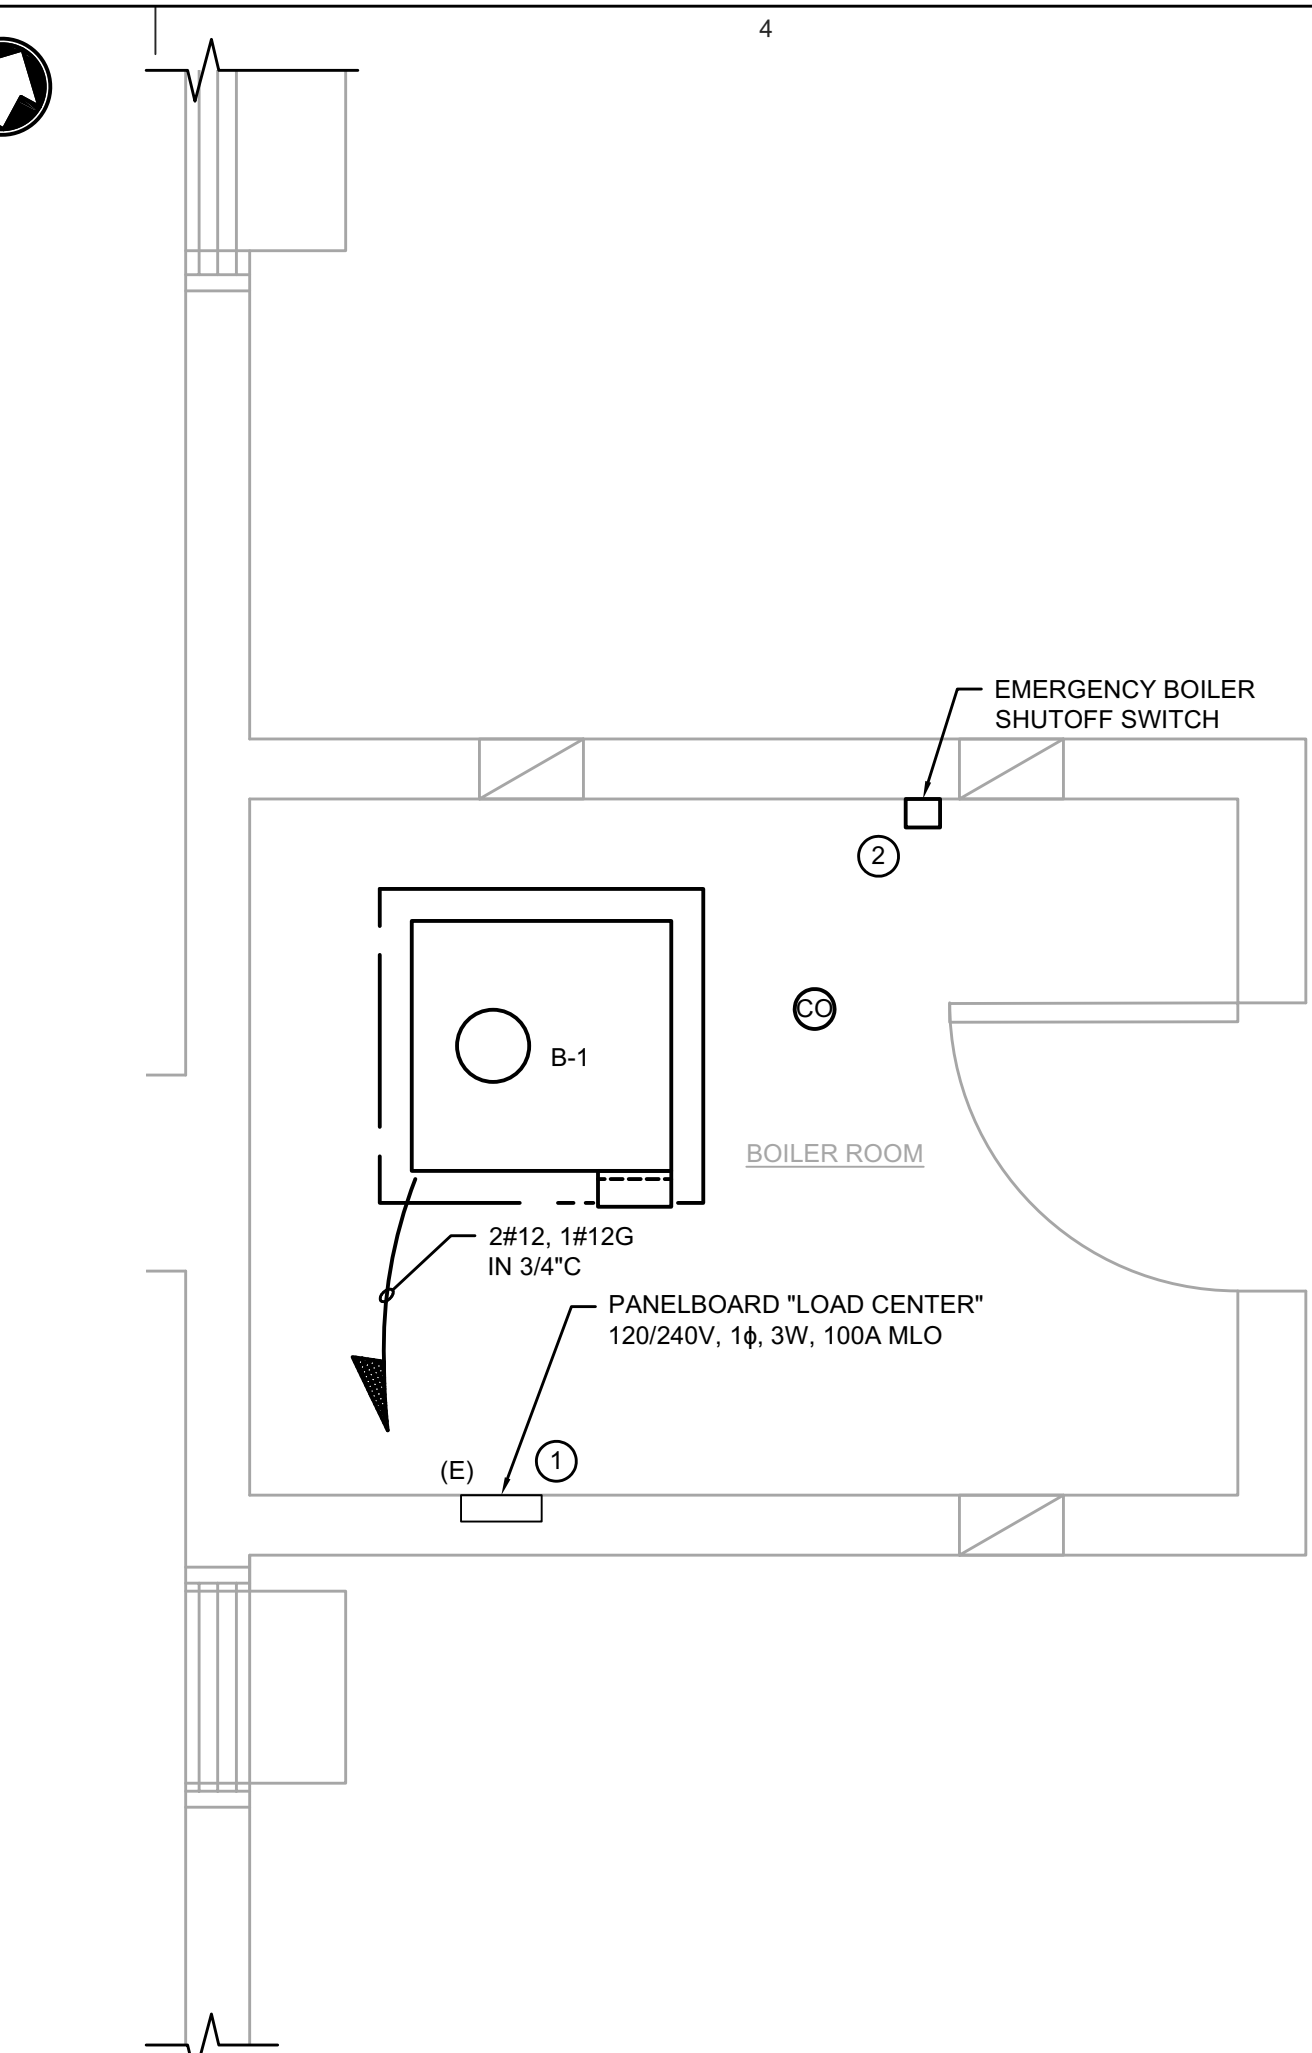 4
EMERGENCY BOILER
SHUTOFF SWITCH
2
CO
B-1
BOILER ROOM
2#12, 1#12G
IN 3/4"C
PANELBOARD "LOAD CENTER"
120/240V, 1ϕ, 3W, 100A MLO
(E)
1